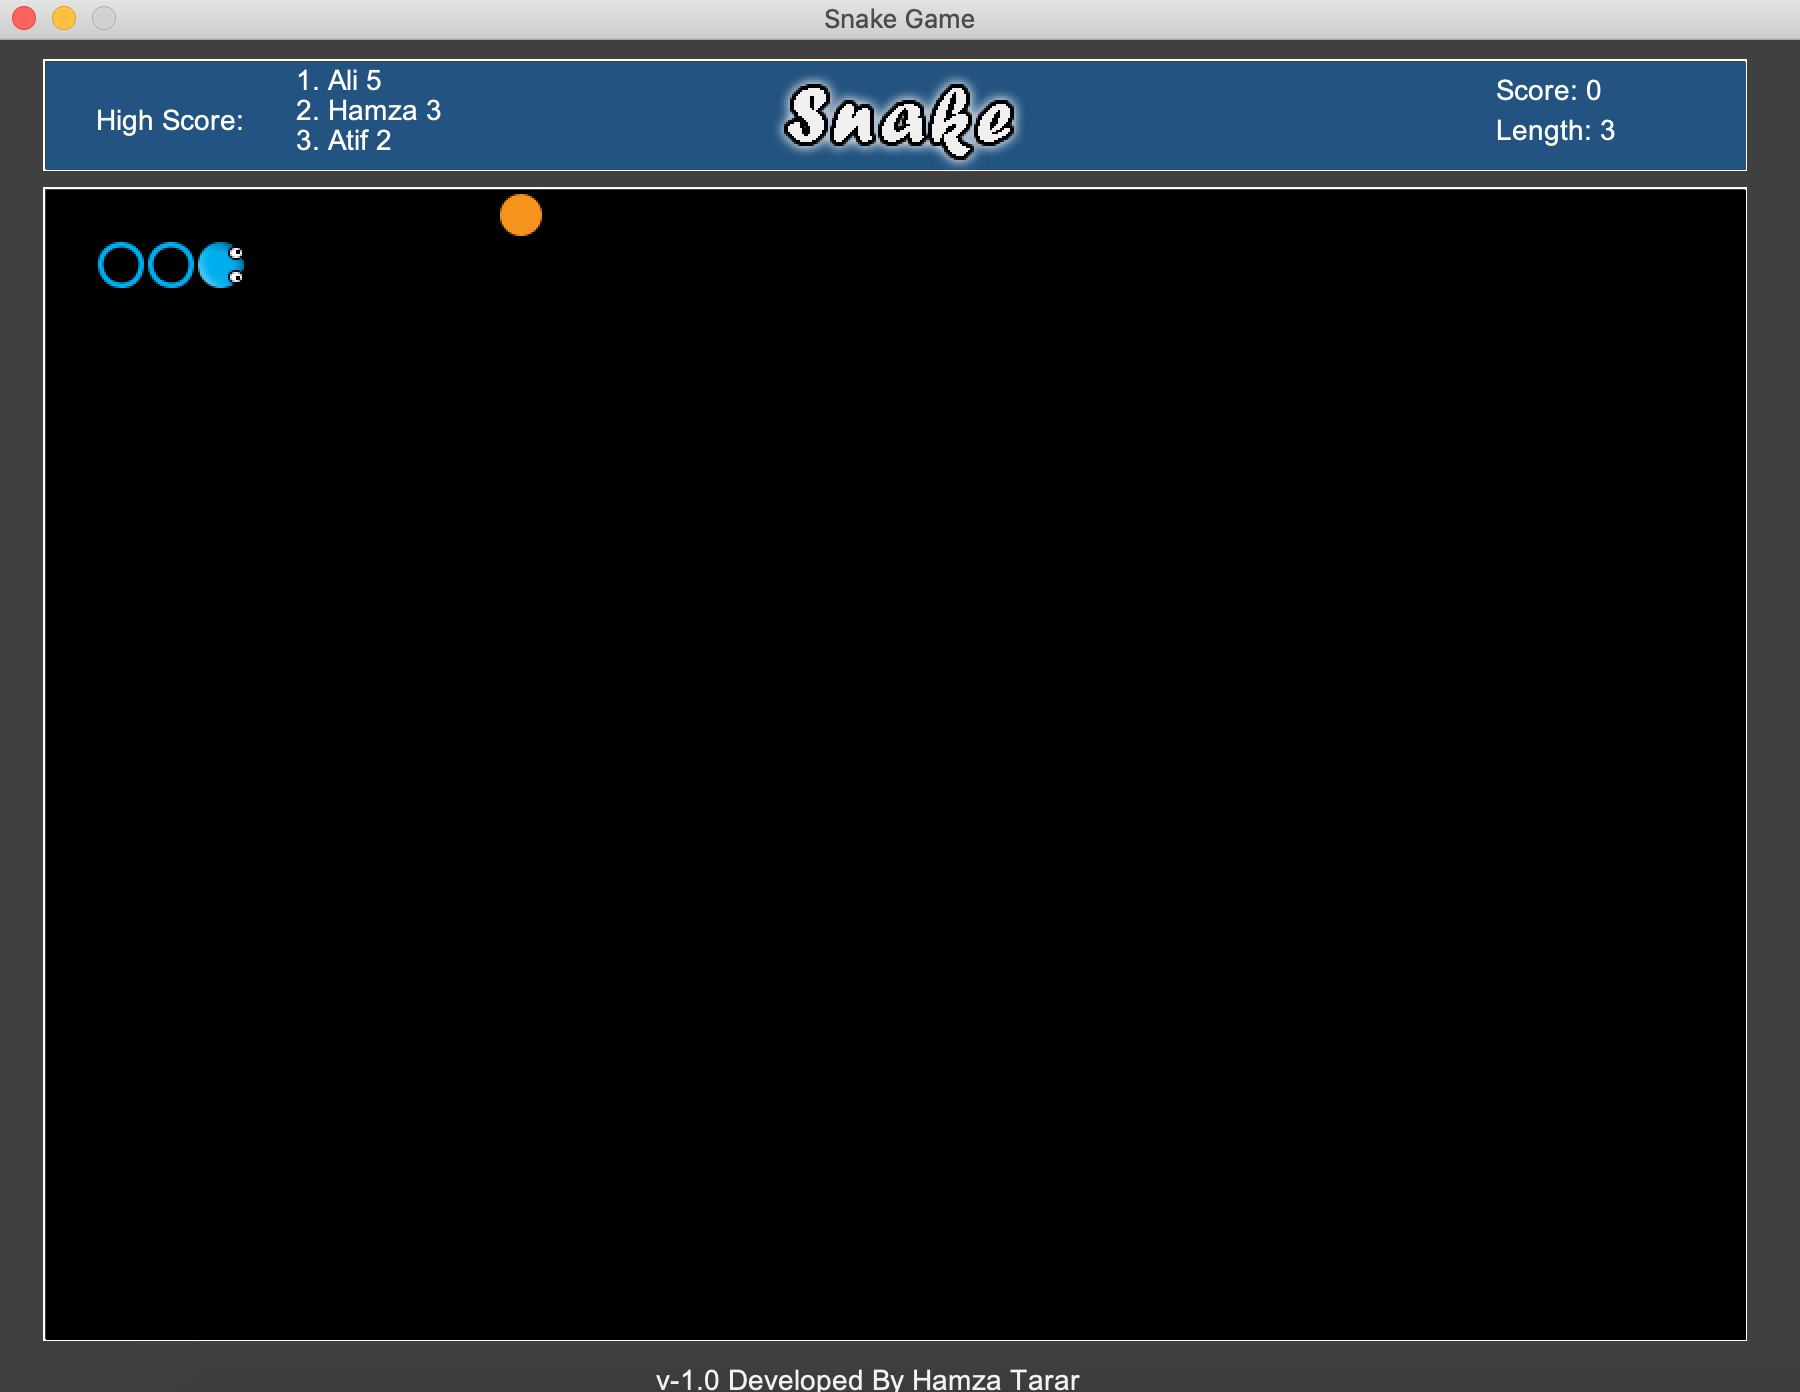 Snake Game
High Score:
1. Ali 5
2. Hamza 3
3. Atif 2
Snake
Score: 0
Length: 3
v-1.0 Developed By Hamza Tarar